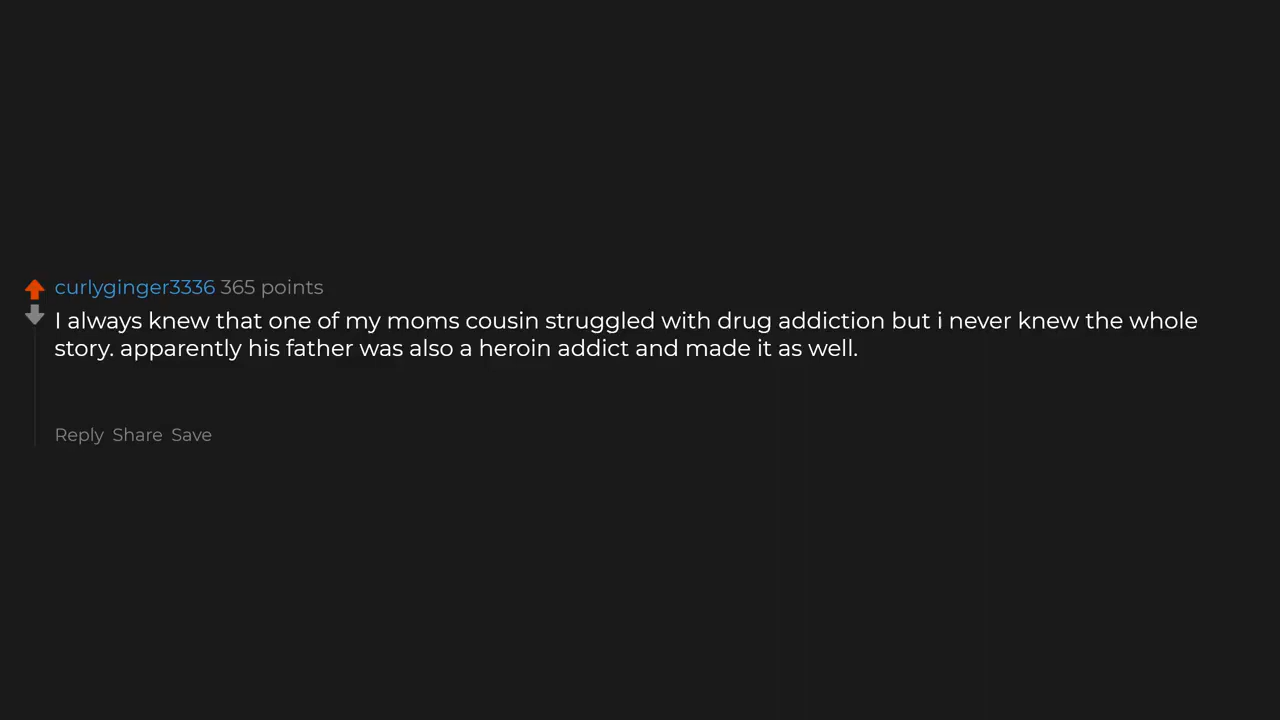 curlyginger3336 365 points
I always knew that one of my moms cousin struggled with drug addiction but i never knew the whole
story. apparently his father was also a heroin addict and made it as well.
Reply Share Save